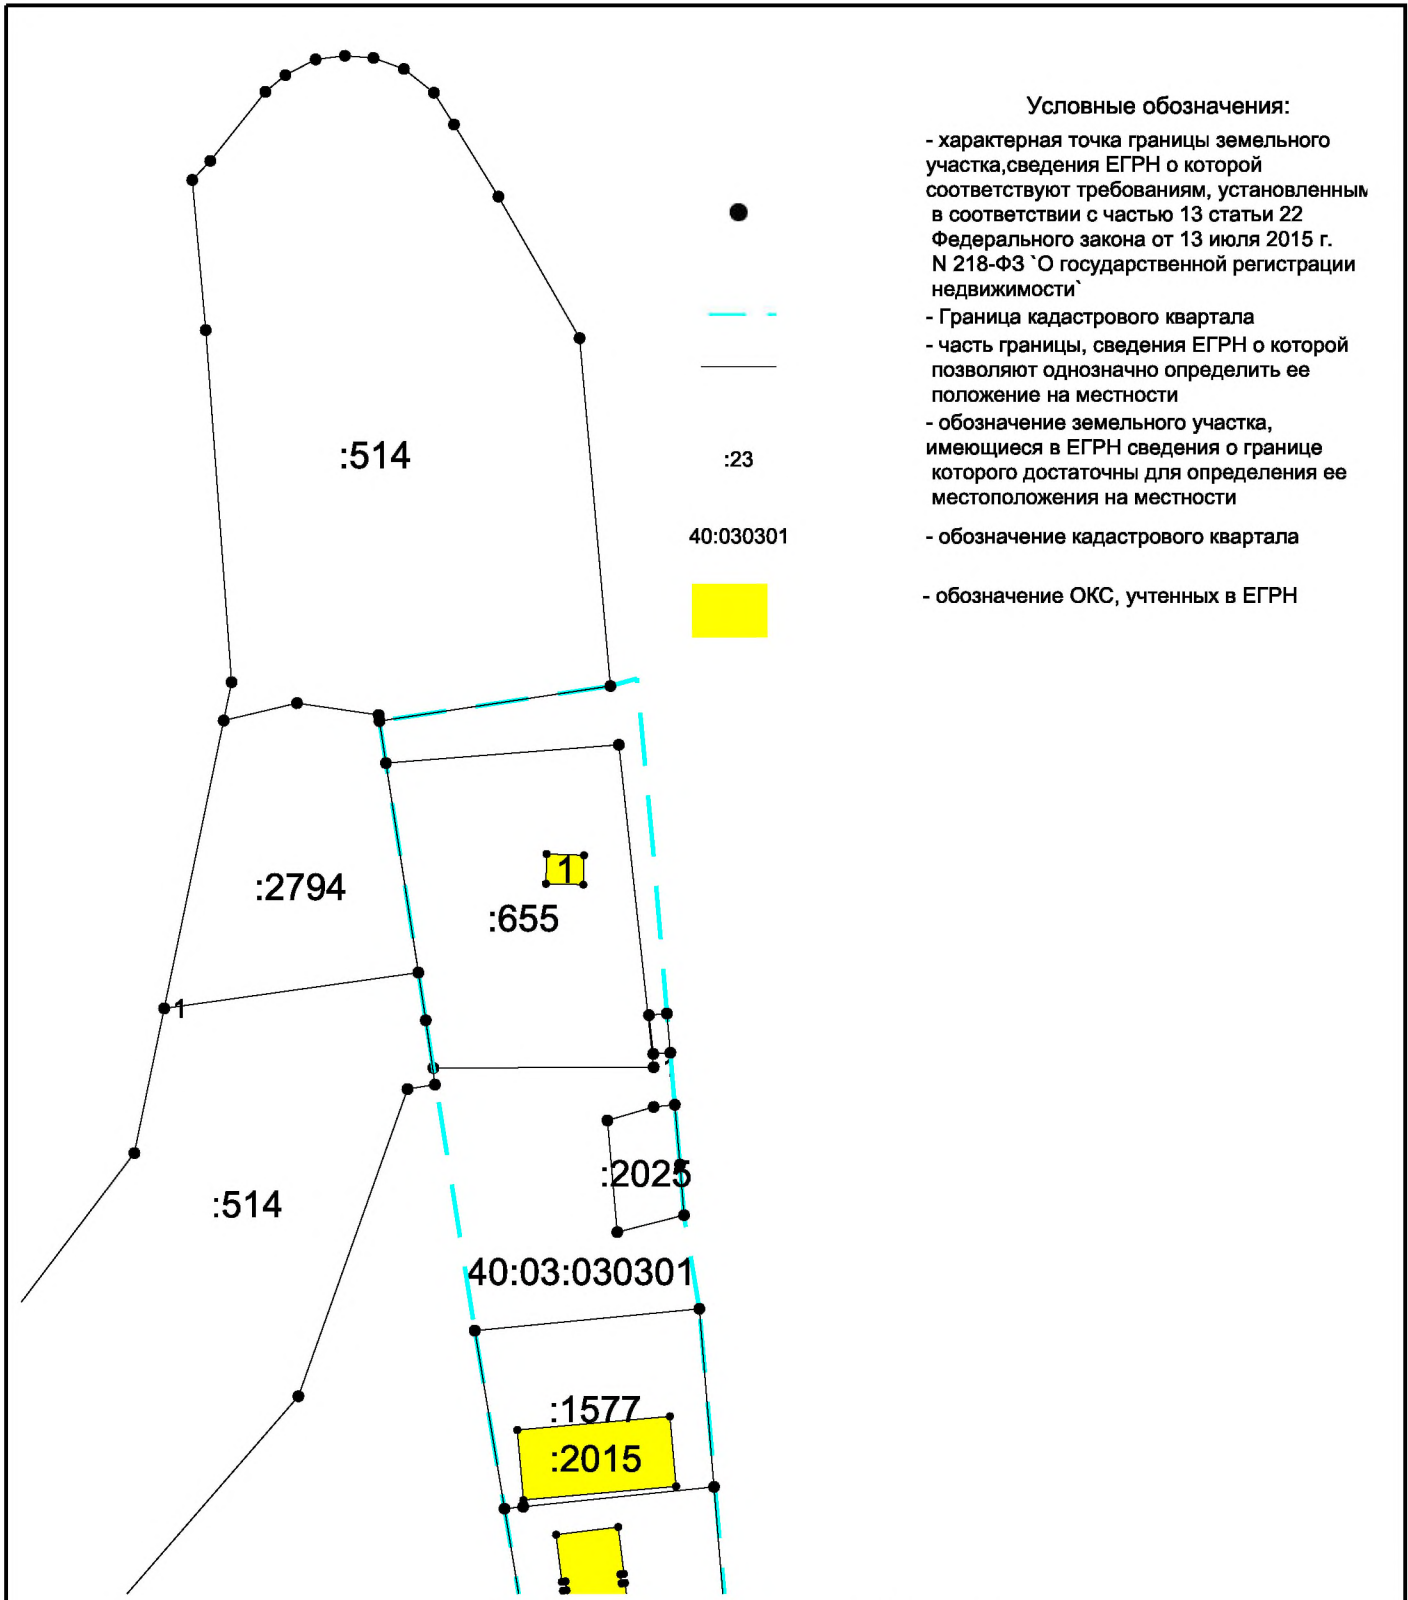 Условные обозначения:
- характерная точка границы земельного
участка,сведения ЕГРН о которой
соответствуют требованиям, установленным
в соответствии с частью 13 статьи 22
Федерального закона от 13 июля 2015 г.
N 218-ФЗ `О государственной регистрации
недвижимости`
- Граница кадастрового квартала
- часть границы, сведения ЕГРН о которой
позволяют однозначно определить ее
положение на местности
- обозначение земельного участка,
имеющиеся в ЕГРН сведения о границе
:23
которого достаточны для определения ее
местоположения на местности
40:030301
- обозначение кадастрового квартала
- обозначение ОКС, учтенных в ЕГРН
:514
1
:2794
:655
1
:2025
:514
40:03:030301
:1577
:2015